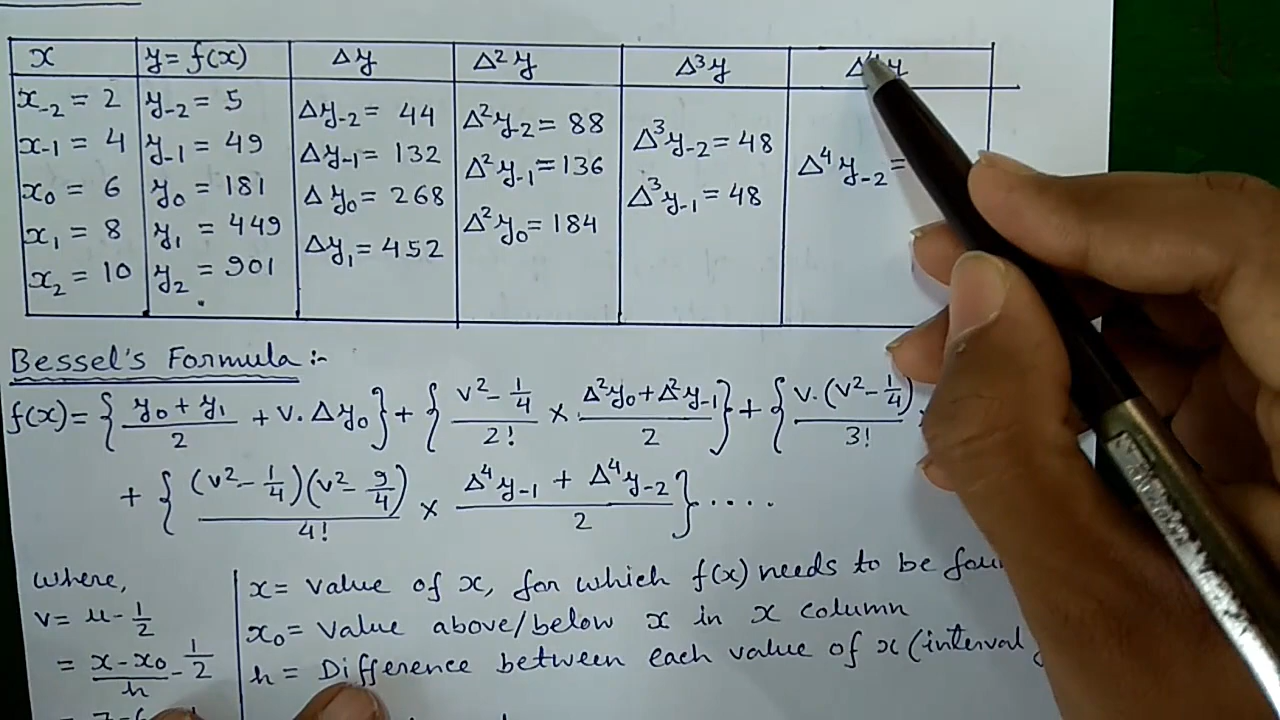 x y = f(x) Δy Δ²y Δ³y Δ⁴y
x₋₂ = 2 y₋₂ = 5 Δy₋₂ = 44 Δ²y₋₂ = 88 Δ³y₋₂ = 48 Δ⁴y₋₂ =
x₋₁ = 4 y₋₁ = 49 Δy₋₁ = 132 Δ²y₋₁ = 136 Δ³y₋₁ = 48
x₀ = 6 y₀ = 181 Δy₀ = 268 Δ²y₀ = 184
x₁ = 8 y₁ = 449 Δy₁ = 452
x₂ = 10 y₂ = 901
Bessel's Formula :-
f(x) = { (y₀ + y₁)/2 + v.Δy₀ } + { (v² - 1/4)/2! × (Δ²y₀ + Δ²y₋₁)/2 } + { v.(v² - 1/4)/3!
+ { (v² - 1/4)(v² - 9/4)/4! × (Δ⁴y₋₁ + Δ⁴y₋₂)/2 } ....
where,
v = u - 1/2
= (x - x₀)/h - 1/2
x = value of x, for which f(x) needs to be
x₀ = value above/below x in x column
h = Difference between each value of x (interval